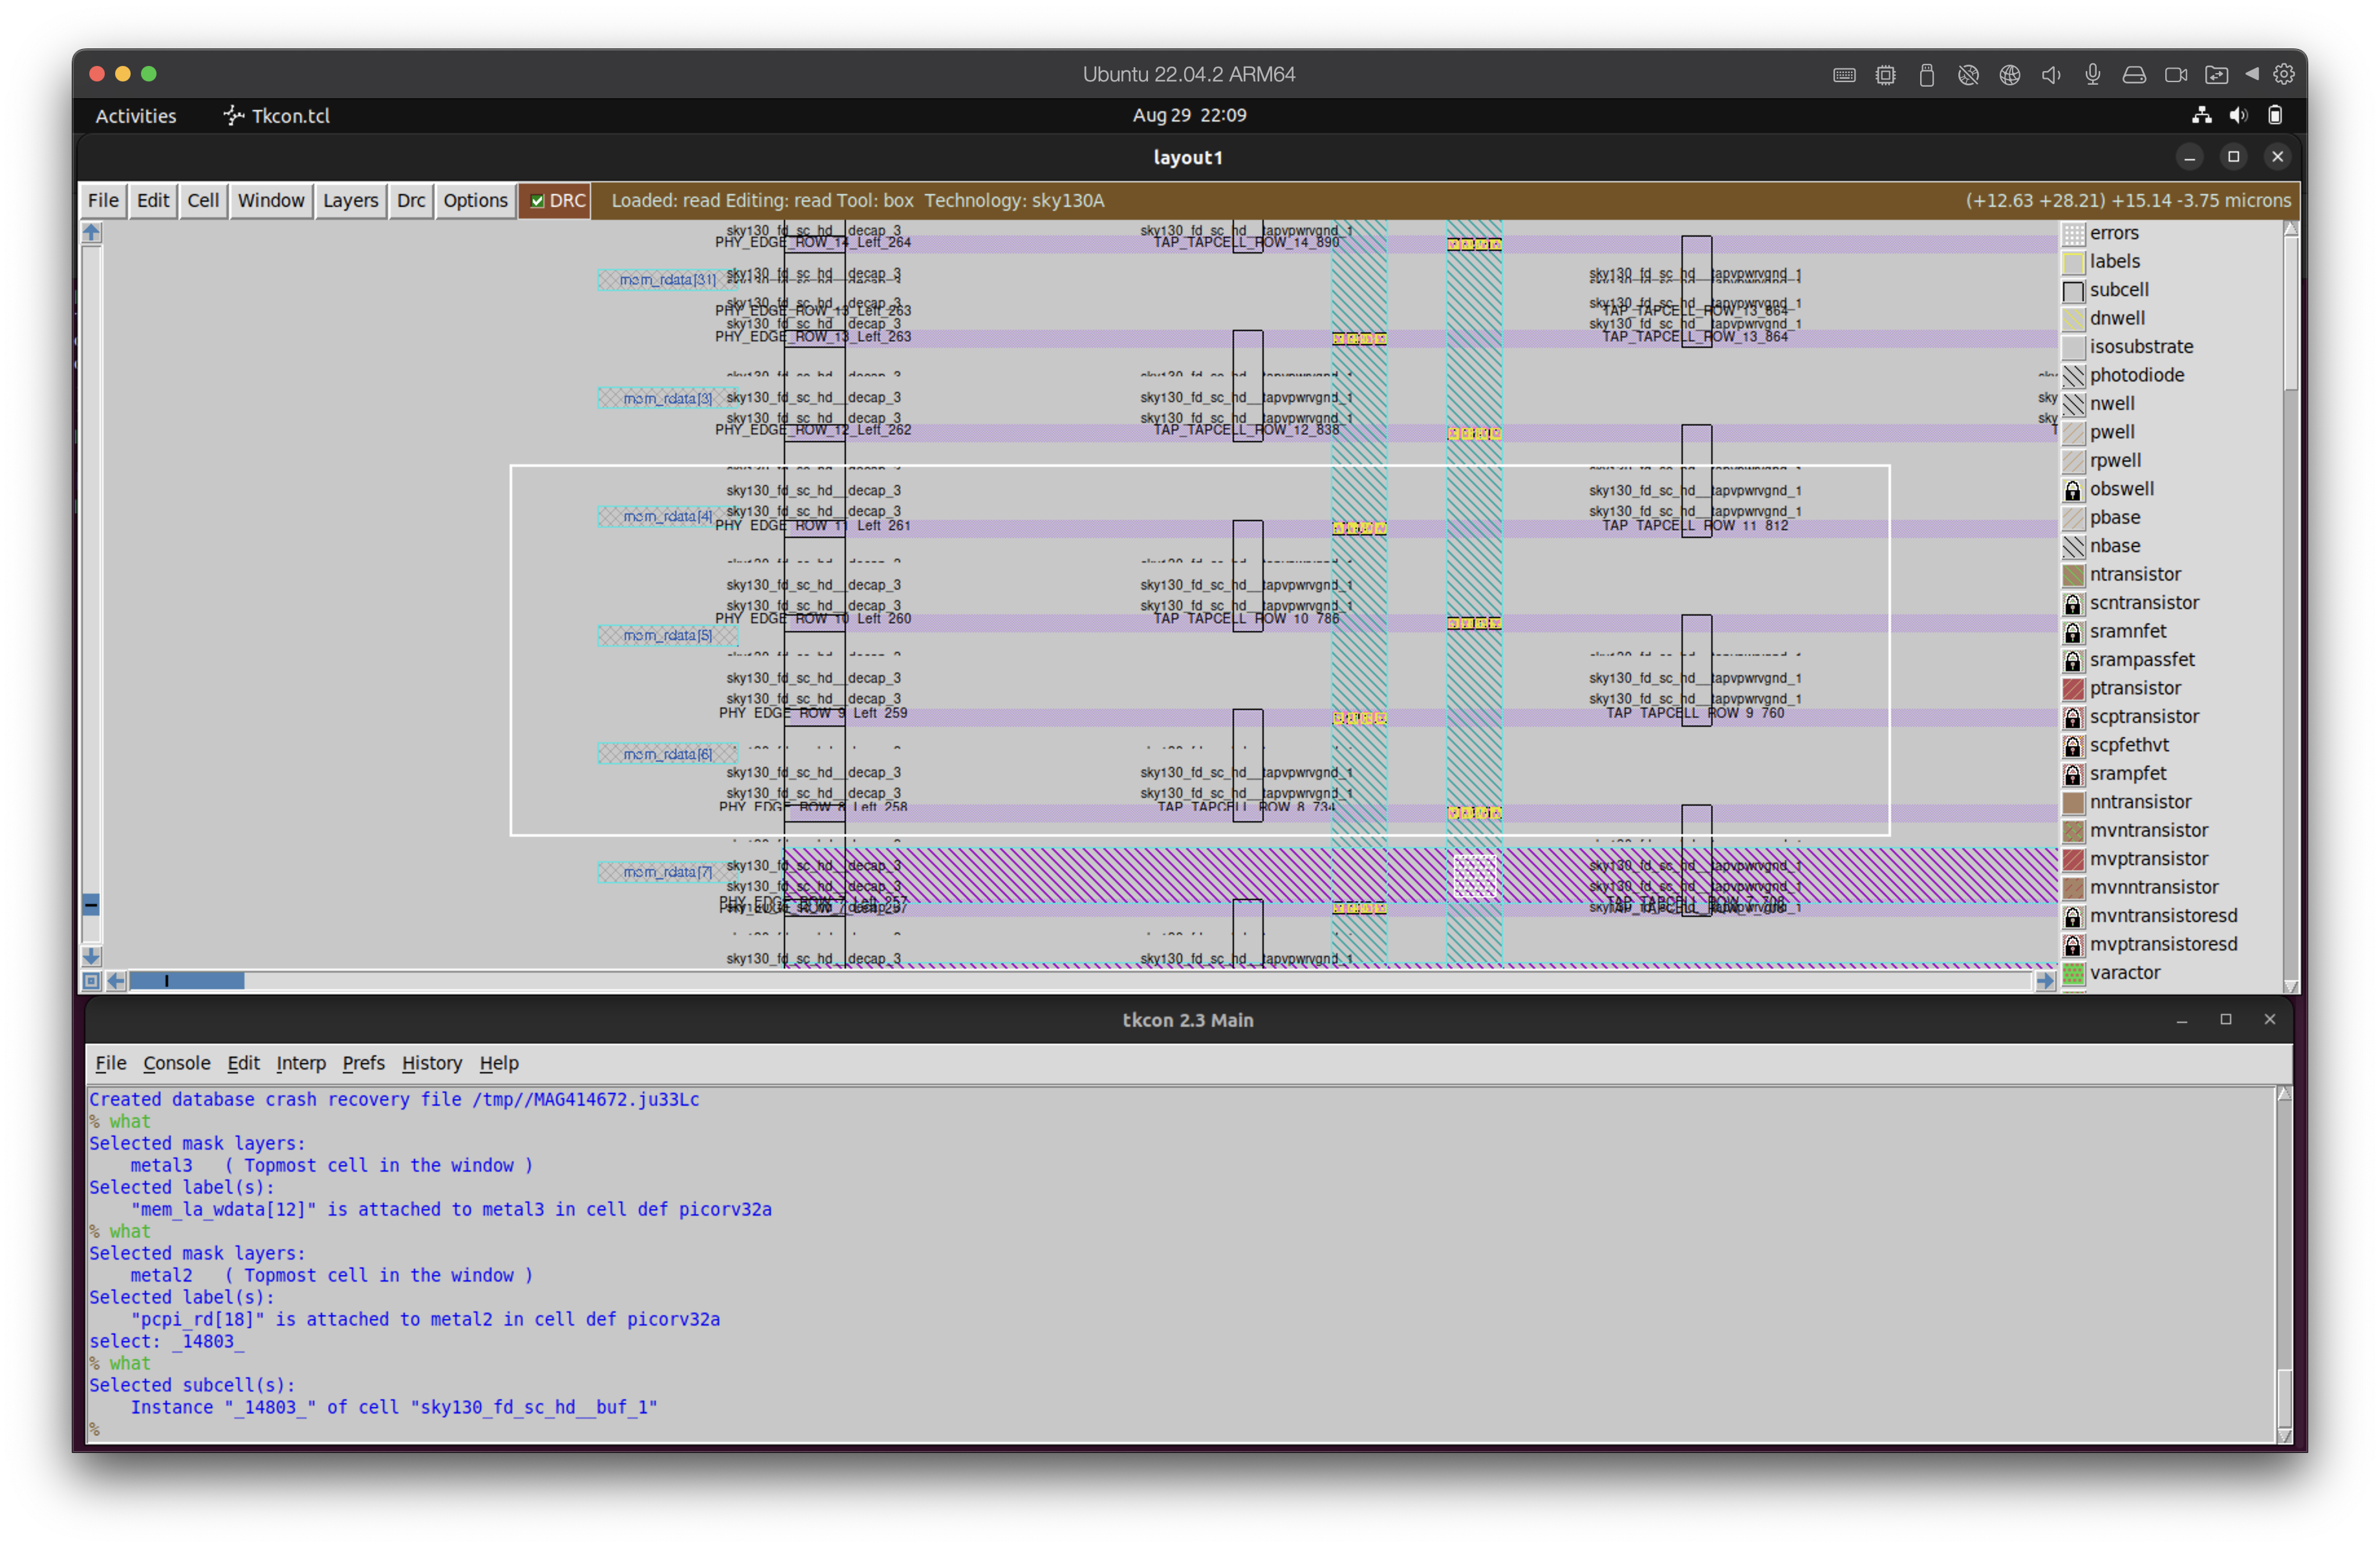 Ubuntu 22.04.2 ARM64
Activities Tkcon.tcl Aug 29 22:09
layout1
File Edit Cell Window Layers Drc Options DRC Loaded: read Editing: read Tool: box Technology: sky130A (+12.63 +28.21) +15.14 -3.75 microns
sky130_fd_sc_hd__decap_3 sky130_fd_sc_hd__tapvpwrvgnd_1
PHY_EDGE_ROW_14_Left_264 TAP_TAPCELL_ROW_14_890
mem_rdata[31] sky130_fd_sc_hd__decap_3 sky130_fd_sc_hd__tapvpwrvgnd_1
sky130_fd_sc_hd__decap_3 sky130_fd_sc_hd__tapvpwrvgnd_1
PHY_EDGE_ROW_13_Left_263 TAP_TAPCELL_ROW_13_864
sky130_fd_sc_hd__decap_3 sky130_fd_sc_hd__tapvpwrvgnd_1
PHY_EDGE_ROW_13_Left_263 TAP_TAPCELL_ROW_13_864
mem_rdata[3] sky130_fd_sc_hd__decap_3 sky130_fd_sc_hd__tapvpwrvgnd_1 sky
sky130_fd_sc_hd__decap_3 sky130_fd_sc_hd__tapvpwrvgnd_1 sky
PHY_EDGE_ROW_12_Left_262 TAP_TAPCELL_ROW_12_838 T
sky130_fd_sc_hd__decap_3 sky130_fd_sc_hd__tapvpwrvgnd_1
mem_rdata[4] sky130_fd_sc_hd__decap_3 sky130_fd_sc_hd__tapvpwrvgnd_1
PHY_EDGE_ROW_11_Left_261 TAP_TAPCELL_ROW_11_812
sky130_fd_sc_hd__decap_3 sky130_fd_sc_hd__tapvpwrvgnd_1
sky130_fd_sc_hd__decap_3 sky130_fd_sc_hd__tapvpwrvgnd_1
PHY_EDGE_ROW_10_Left_260 TAP_TAPCELL_ROW_10_786
mem_rdata[5]
sky130_fd_sc_hd__decap_3 sky130_fd_sc_hd__tapvpwrvgnd_1
sky130_fd_sc_hd__decap_3 sky130_fd_sc_hd__tapvpwrvgnd_1
PHY_EDGE_ROW_9_Left_259 TAP_TAPCELL_ROW_9_760
mem_rdata[6]
sky130_fd_sc_hd__decap_3 sky130_fd_sc_hd__tapvpwrvgnd_1
sky130_fd_sc_hd__decap_3 sky130_fd_sc_hd__tapvpwrvgnd_1
PHY_EDGE_ROW_8_Left_258 TAP_TAPCELL_ROW_8_734
mem_rdata[7] sky130_fd_sc_hd__decap_3 sky130_fd_sc_hd__tapvpwrvgnd_1
sky130_fd_sc_hd__decap_3 sky130_fd_sc_hd__tapvpwrvgnd_1
PHY_EDGE_ROW_7_Left_257 TAP_TAPCELL_ROW_7_708
sky130_fd_sc_hd__decap_3 sky130_fd_sc_hd__tapvpwrvgnd_1
errors
labels
subcell
dnwell
isosubstrate
photodiode
nwell
pwell
rpwell
obswell
pbase
nbase
ntransistor
scntransistor
sramnfet
srampassfet
ptransistor
scptransistor
scpfethvt
srampfet
nntransistor
mvntransistor
mvptransistor
mvnntransistor
mvntransistoresd
mvptransistoresd
varactor
tkcon 2.3 Main
File Console Edit Interp Prefs History Help
Created database crash recovery file /tmp//MAG414672.ju33Lc
% what
Selected mask layers:
metal3 ( Topmost cell in the window )
Selected label(s):
"mem_la_wdata[12]" is attached to metal3 in cell def picorv32a
% what
Selected mask layers:
metal2 ( Topmost cell in the window )
Selected label(s):
"pcpi_rd[18]" is attached to metal2 in cell def picorv32a
select: _14803_
% what
Selected subcell(s):
Instance "_14803_" of cell "sky130_fd_sc_hd__buf_1"
%